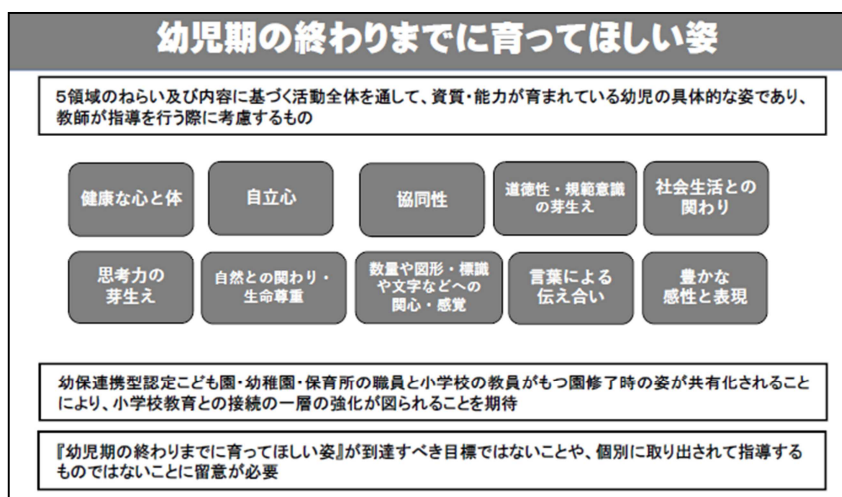 幼児期の終わりまでに育ってほしい姿
5領域のねらい及び内容に基づく活動全体を通して、資質・能力が育まれている幼児の具体的な姿であり、
教師が指導を行う際に考慮するもの
健康な心と体
自立心
協同性
道徳性・規範意識
の芽生え
社会生活との
関わり
思考力の
芽生え
自然との関わり・
生命尊重
数量や図形・標識
や文字などへの
関心・感覚
言葉による
伝え合い
豊かな
感性と表現
幼保連携型認定こども園・幼稚園・保育所の職員と小学校の教員がもつ園修了時の姿が共有化されること
により、小学校教育との接続の一層の強化が図られることを期待
『幼児期の終わりまでに育ってほしい姿』が到達すべき目標ではないことや、個別に取り出されて指導する
ものではないことに留意が必要